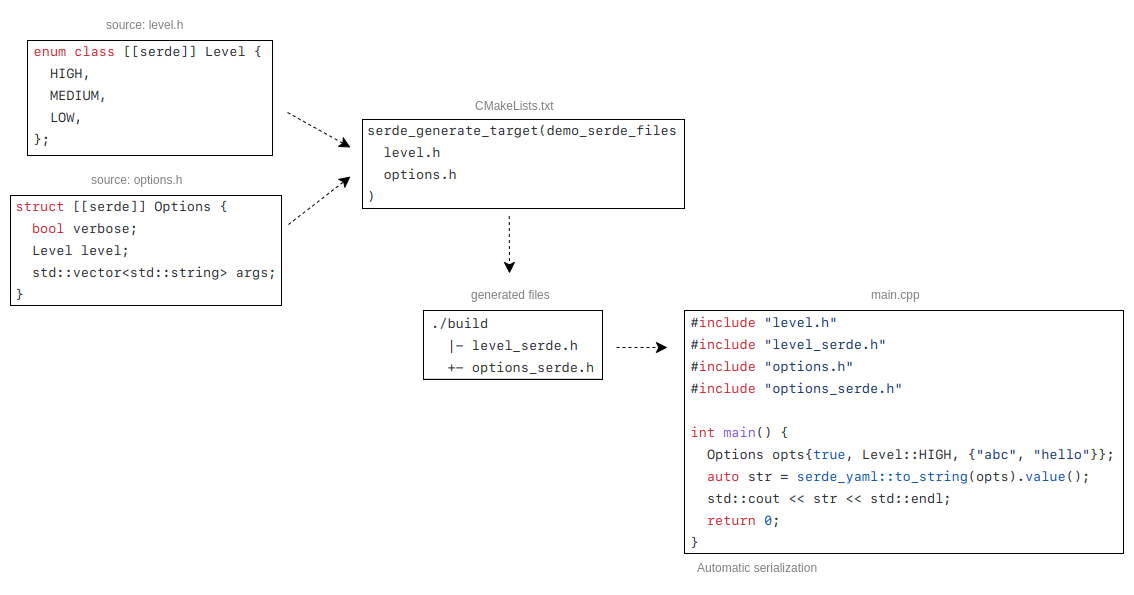 source: level.h
enum class [[serde]] Level {
  HIGH,
  MEDIUM,
  LOW,
};
source: options.h
struct [[serde]] Options {
  bool verbose;
  Level level;
  std::vector<std::string> args;
}
CMakeLists.txt
serde_generate_target(demo_serde_files
  level.h
  options.h
)
generated files
./build
  |- level_serde.h
  +- options_serde.h
main.cpp
#include "level.h"
#include "level_serde.h"
#include "options.h"
#include "options_serde.h"

int main() {
  Options opts{true, Level::HIGH, {"abc", "hello"}};
  auto str = serde_yaml::to_string(opts).value();
  std::cout << str << std::endl;
  return 0;
}
Automatic serialization